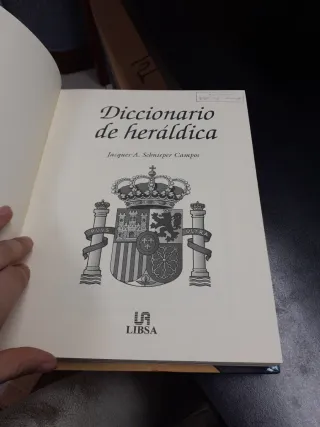 Diccionario
de heráldica
Jacques A. Schnieper Campos
LIBSA